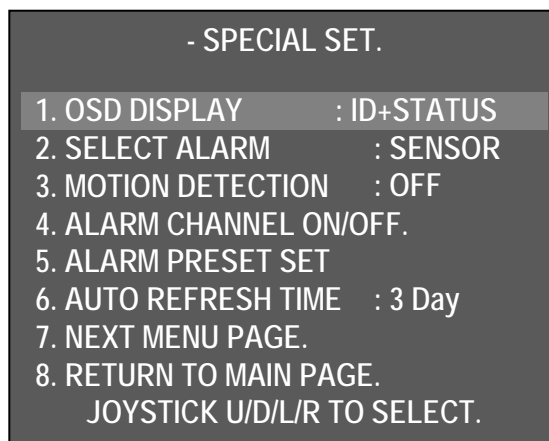 - SPECIAL SET.
1. OSD DISPLAY : ID+STATUS
2. SELECT ALARM : SENSOR
3. MOTION DETECTION : OFF
4. ALARM CHANNEL ON/OFF.
5. ALARM PRESET SET
6. AUTO REFRESH TIME : 3 Day
7. NEXT MENU PAGE.
8. RETURN TO MAIN PAGE.
JOYSTICK U/D/L/R TO SELECT.